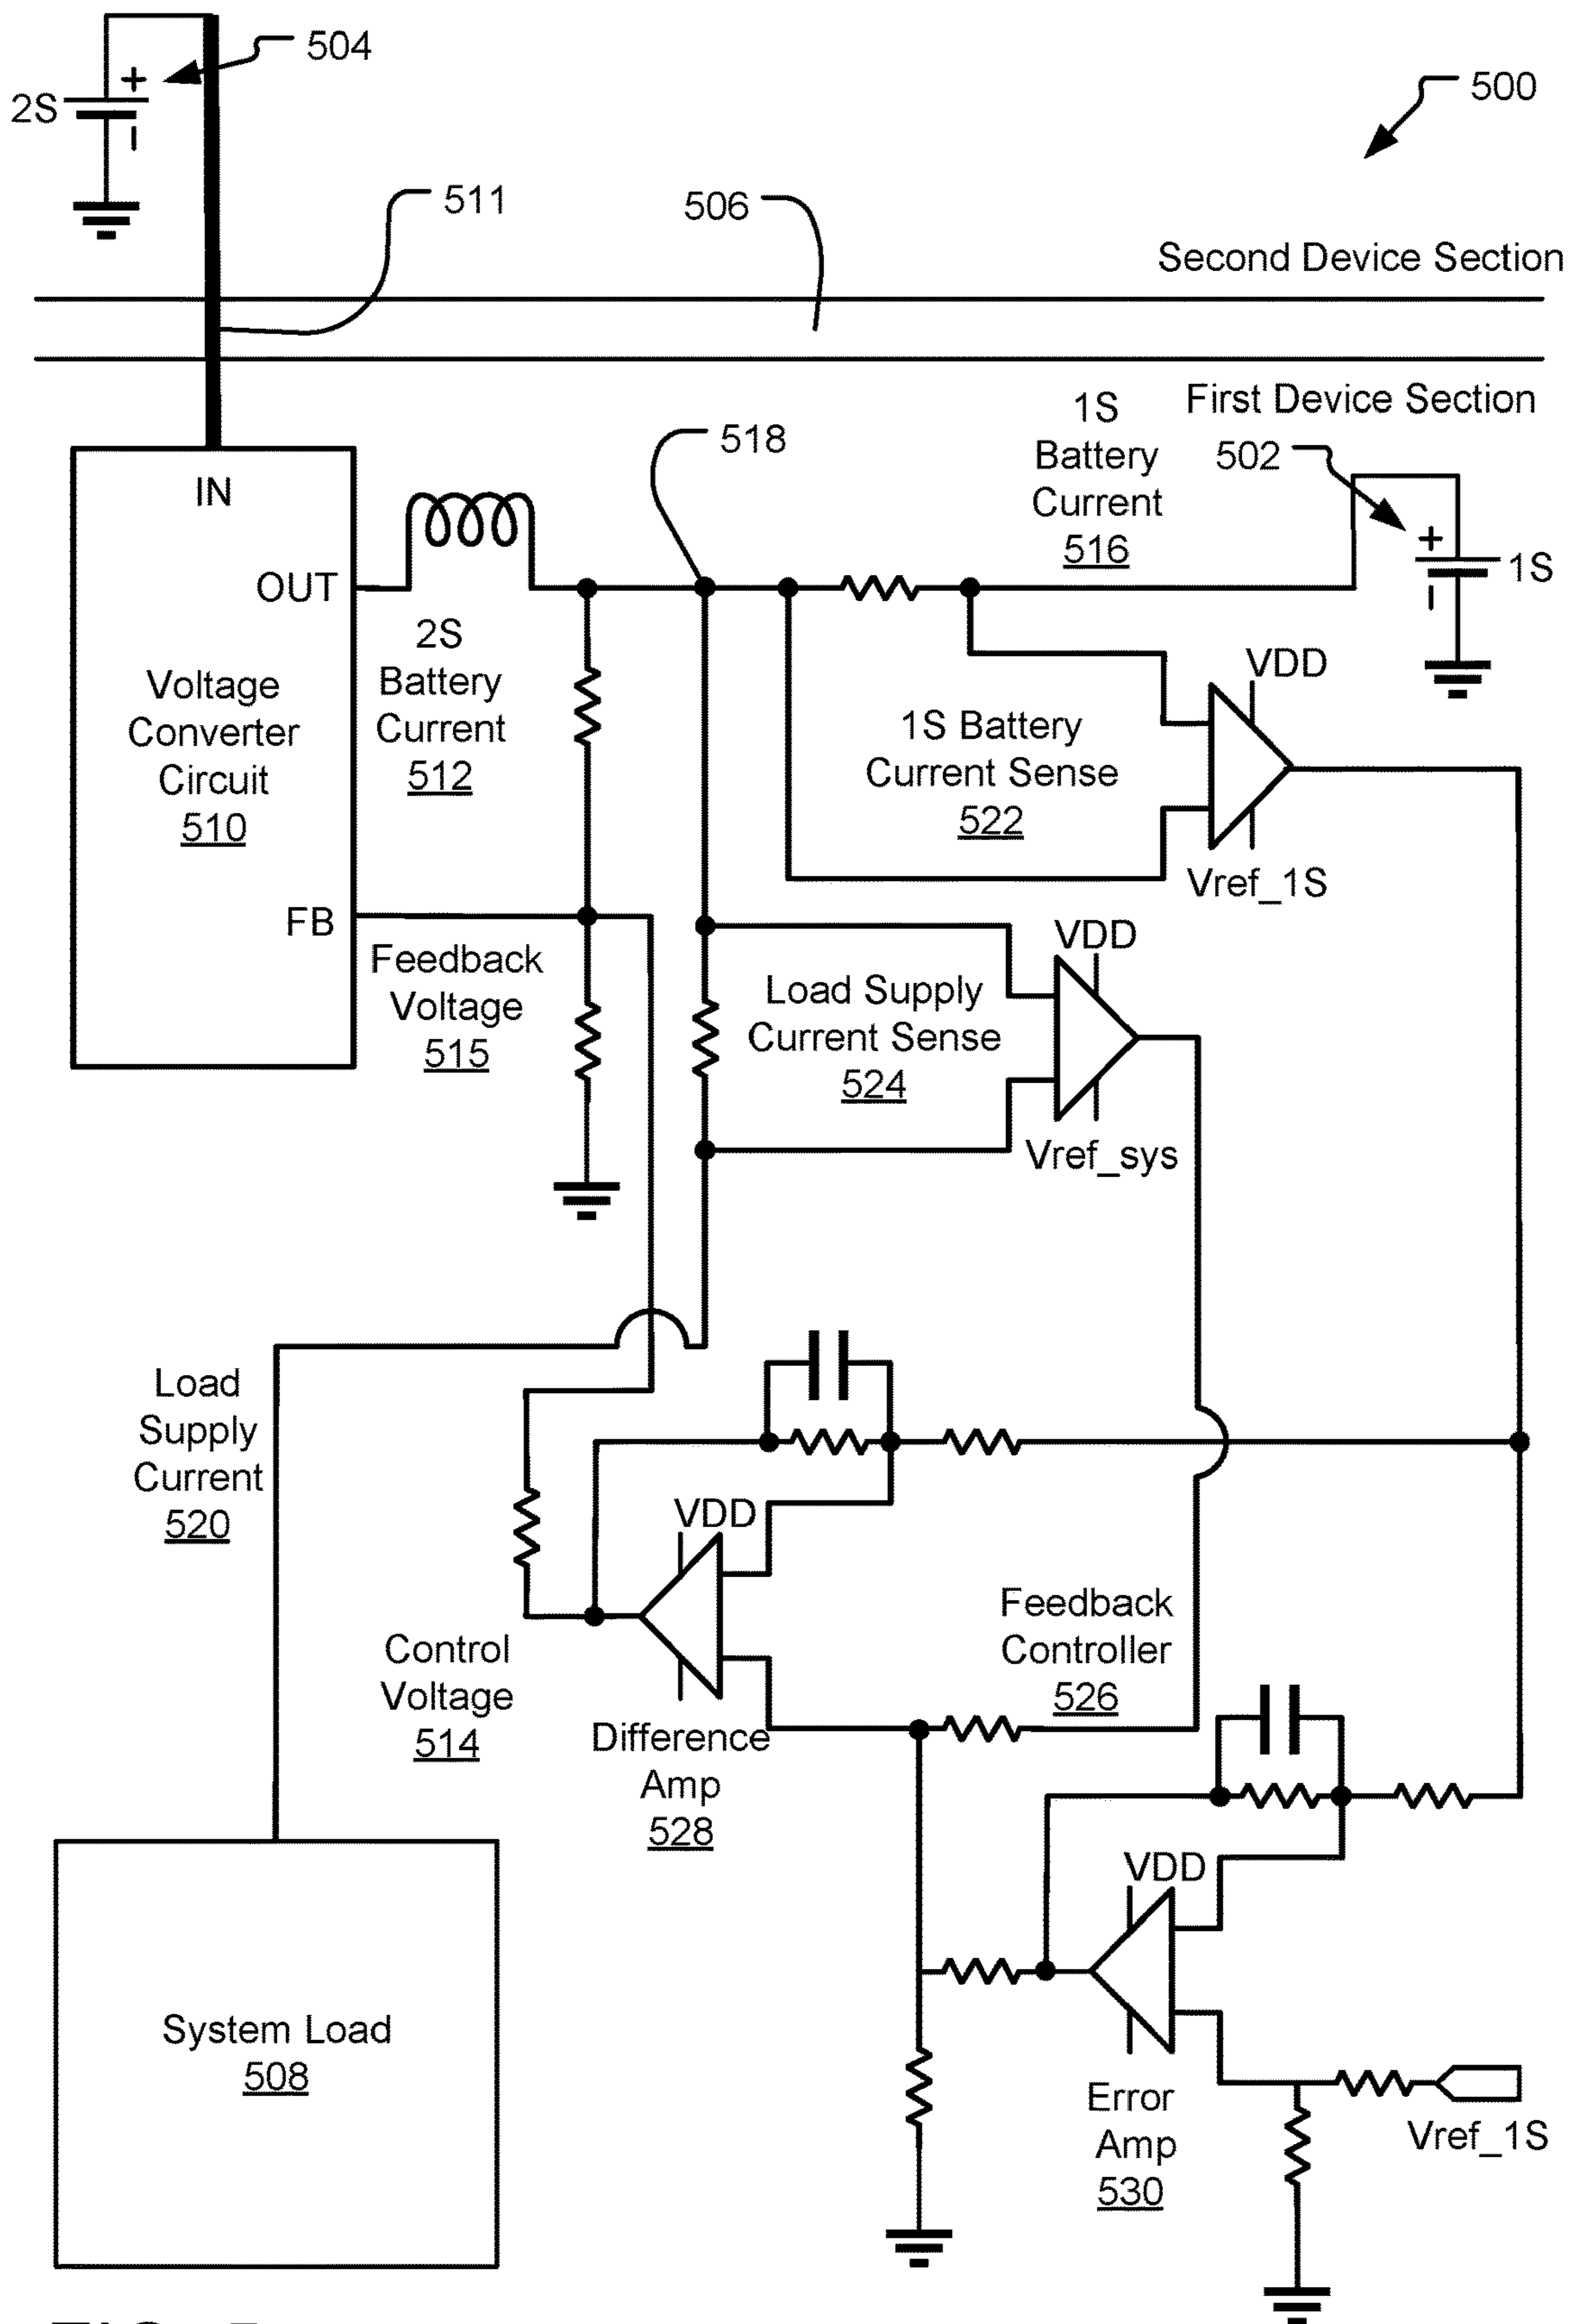 504
+
2S
–
500
511
506
Second Device Section
First Device Section
518
1S
Battery
Current
516
502
+
1S
–
IN
OUT
Voltage
Converter
Circuit
510
FB
2S
Battery
Current
512
Feedback
Voltage
515
VDD
1S Battery
Current Sense
522
Vref_1S
VDD
Load Supply
Current Sense
524
Vref_sys
Load
Supply
Current
520
VDD
Control
Voltage
514
Difference
Amp
528
Feedback
Controller
526
VDD
Error
Amp
530
Vref_1S
System Load
508